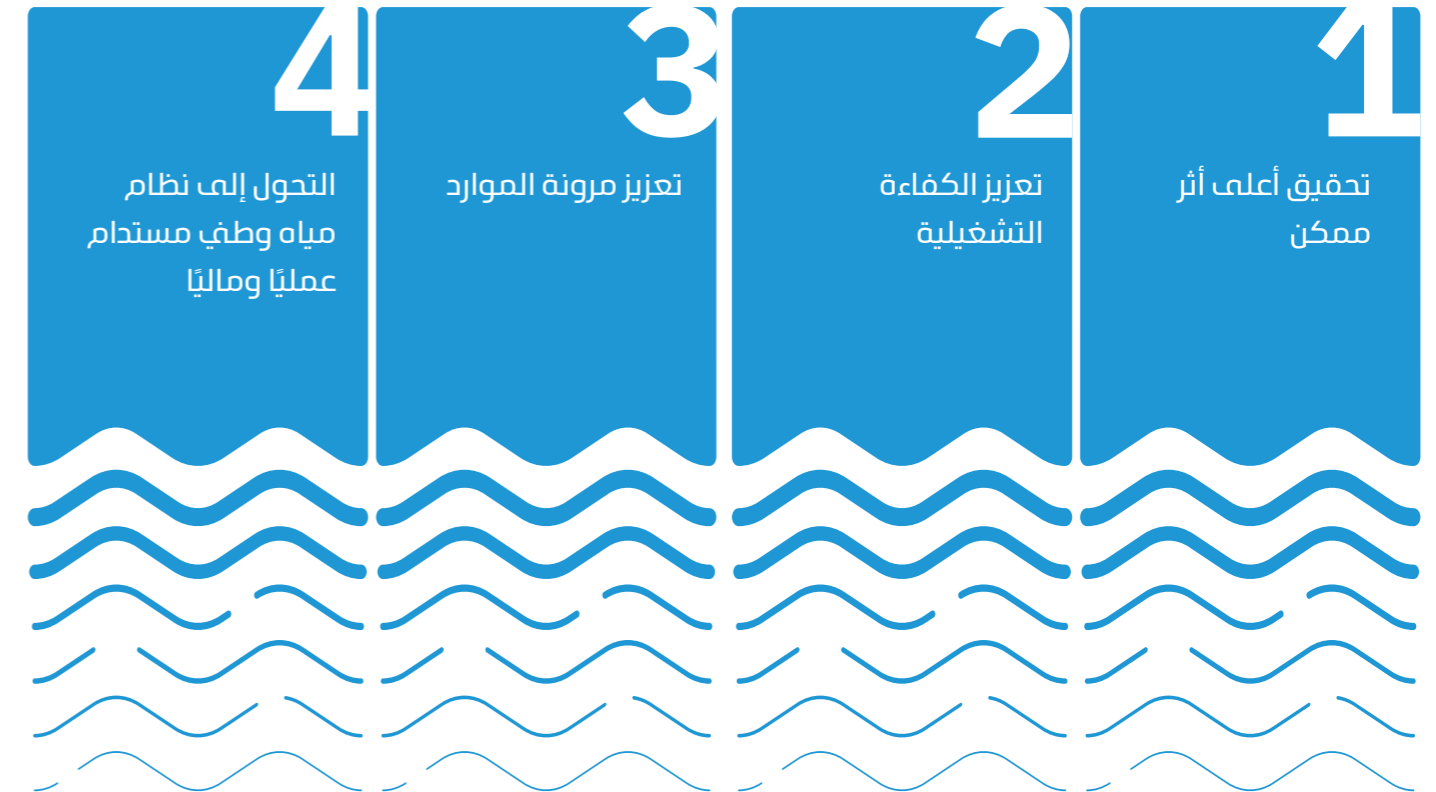 1
تحقيق أعلى أثر
ممكن
2
تعزيز الكفاءة
التشغيلية
3
تعزيز مرونة الموارد
4
التحول إلى نظام
مياه وطني مستدام
عمليًا وماليًا